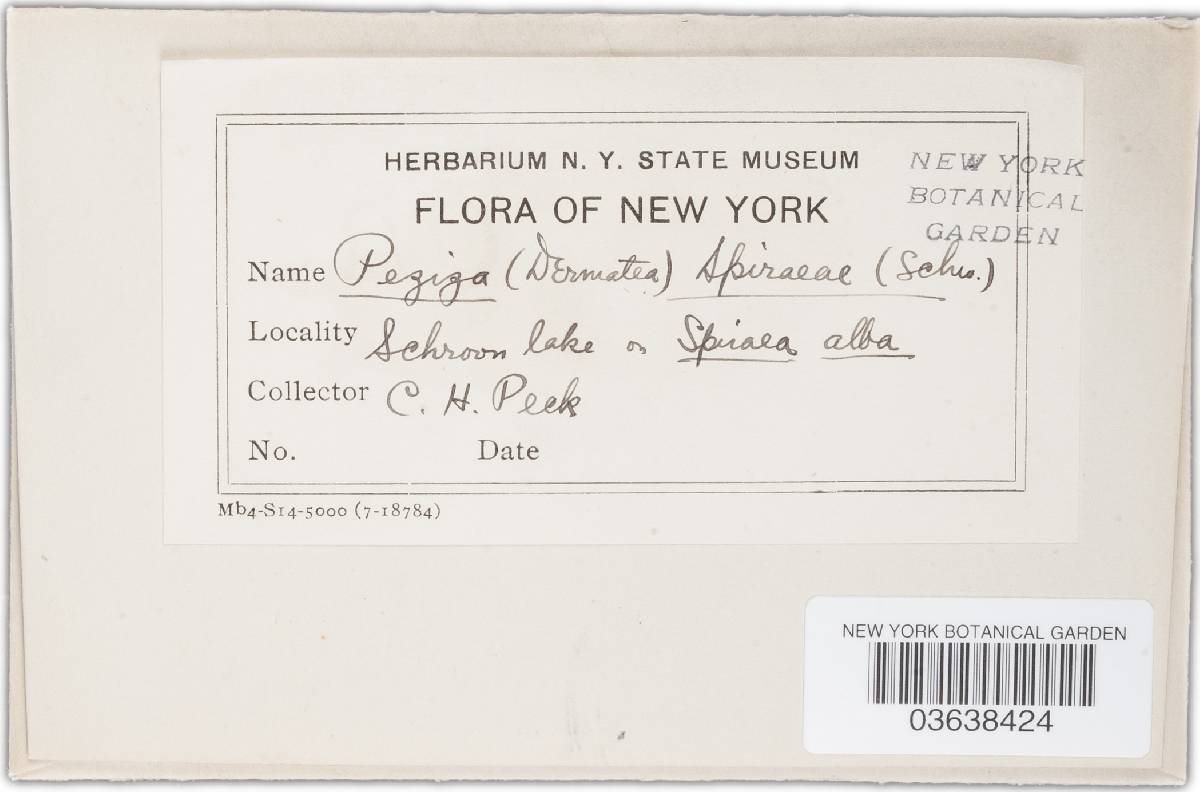 HERBARIUM N. Y. STATE MUSEUM
FLORA OF NEW YORK
NEW YORK
BOTANICAL
GARDEN
Name Peziza (Dermatea) Spiraeae (Schw.)
Locality Schroon lake on Spiraea alba
Collector C. H. Peck
No. Date
Mb4-S14-5000 (7-18784)
NEW YORK BOTANICAL GARDEN
03638424